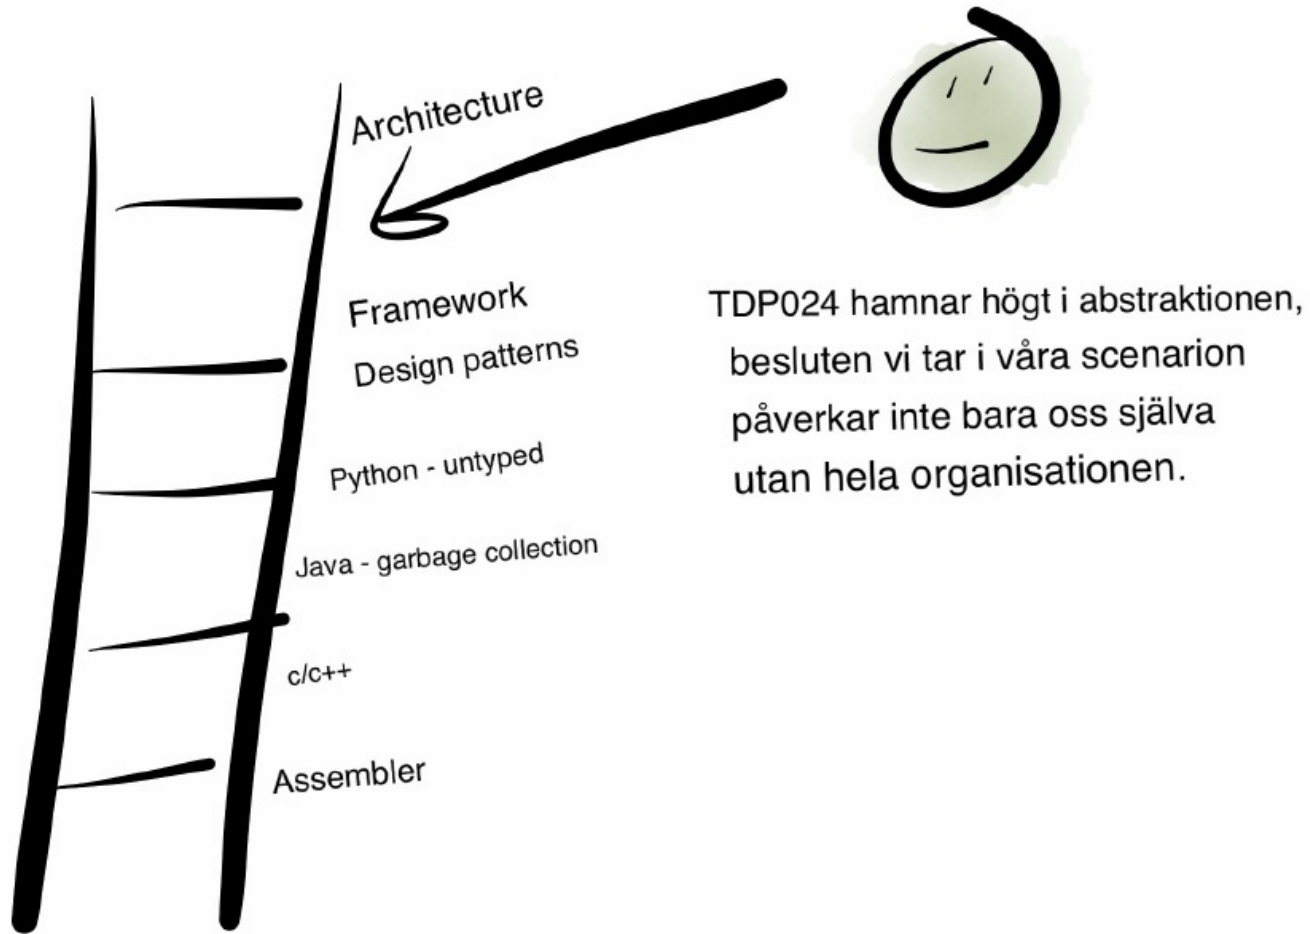 Architecture
Framework
Design patterns
Python - untyped
Java - garbage collection
c/c++
Assembler
TDP024 hamnar högt i abstraktionen,
besluten vi tar i våra scenarion
påverkar inte bara oss själva
utan hela organisationen.